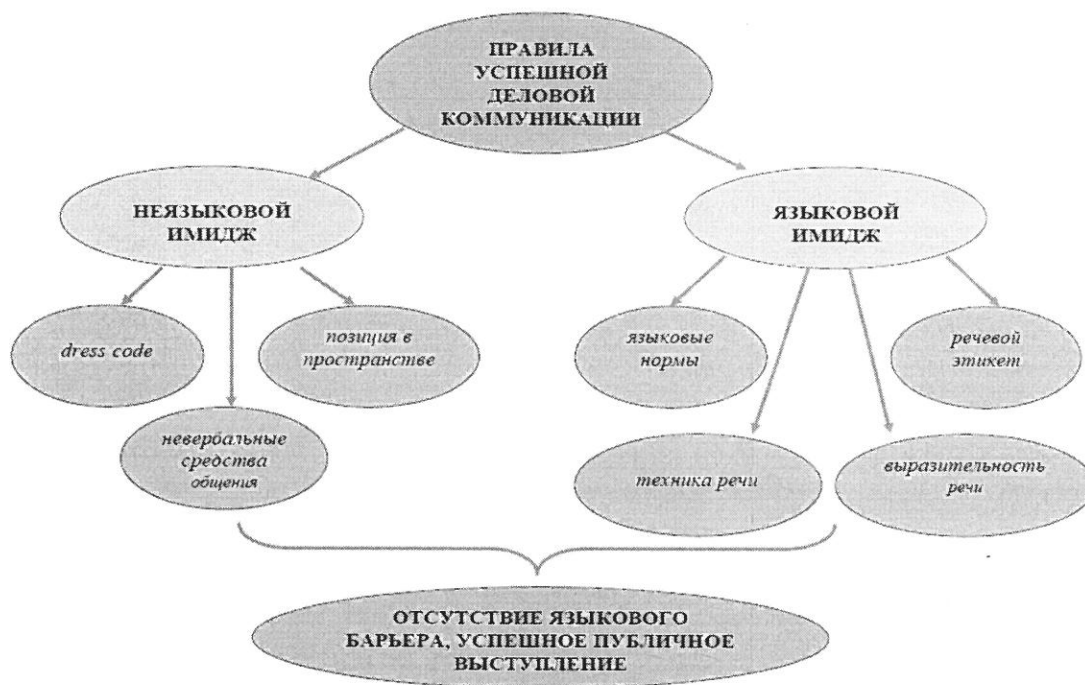 ПРАВИЛА
УСПЕШНОЙ
ДЕЛОВОЙ
КОММУНИКАЦИИ
НЕЯЗЫКОВОЙ
ИМИДЖ
ЯЗЫКОВОЙ
ИМИДЖ
dress code
позиция в
пространстве
языковые
нормы
речевой
этикет
невербальные
средства
общения
техника речи
выразительность
речи
ОТСУТСТВИЕ ЯЗЫКОВОГО
БАРЬЕРА, УСПЕШНОЕ ПУБЛИЧНОЕ
ВЫСТУПЛЕНИЕ